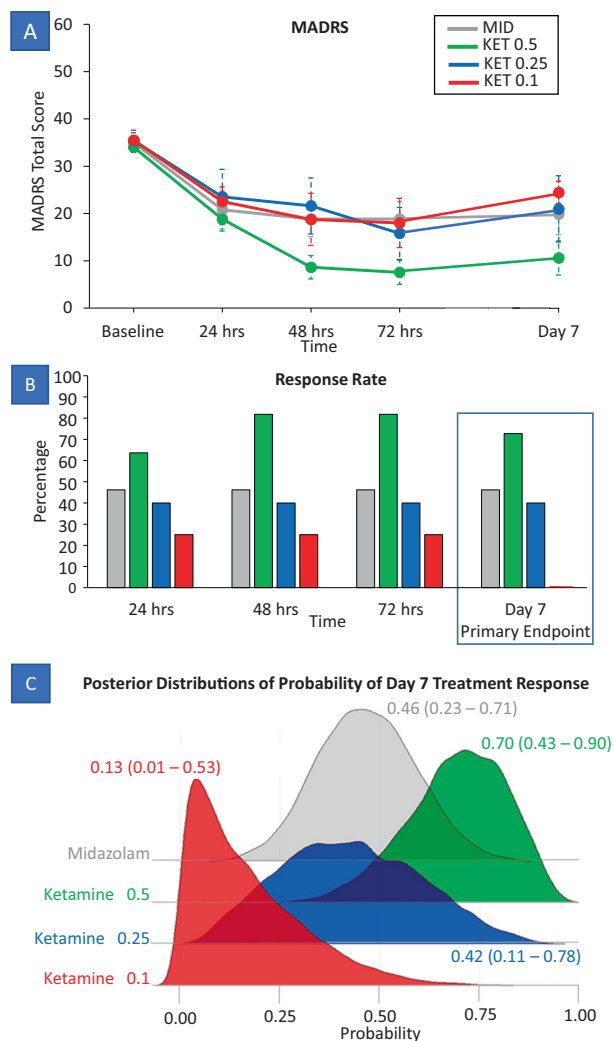 A
MADRS
MID
KET 0.5
KET 0.25
KET 0.1
MADRS Total Score
60
50
40
30
20
10
0
Baseline
24 hrs
48 hrs
72 hrs
Day 7
Time
B
Response Rate
Percentage
100
90
80
70
60
50
40
30
20
10
0
24 hrs
48 hrs
72 hrs
Day 7
Time
Primary Endpoint
C
Posterior Distributions of Probability of Day 7 Treatment Response
0.46 (0.23 – 0.71)
0.70 (0.43 – 0.90)
0.13 (0.01 – 0.53)
Midazolam
Ketamine 0.5
Ketamine 0.25
0.42 (0.11 – 0.78)
Ketamine 0.1
0.00
0.25
0.50
0.75
1.00
Probability